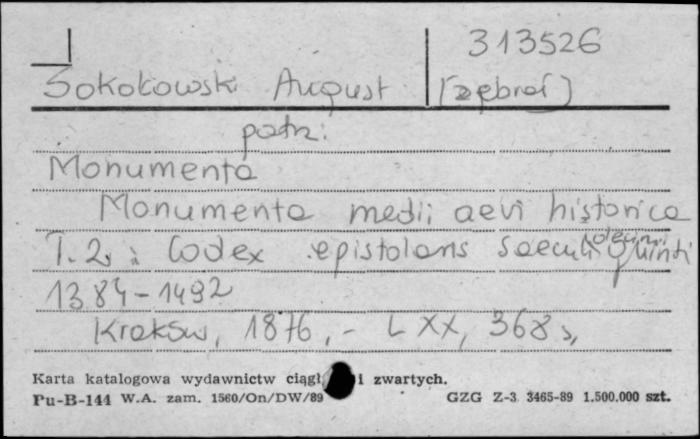 313526
Sokołowski August [zebrał]
patrz:
Monumenta
Monumenta medii aevi historica
T. 2. : Codex epistolaris saeculi decimi Quinti
1384-1492
Kraków, 1876, - LXX, 368 s,
Karta katalogowa wydawnictw ciągł i zwartych.
Pu-B-144 W.A. zam. 1560/On/DW/89 GZG Z-3 3465-89 1.500.000 szt.